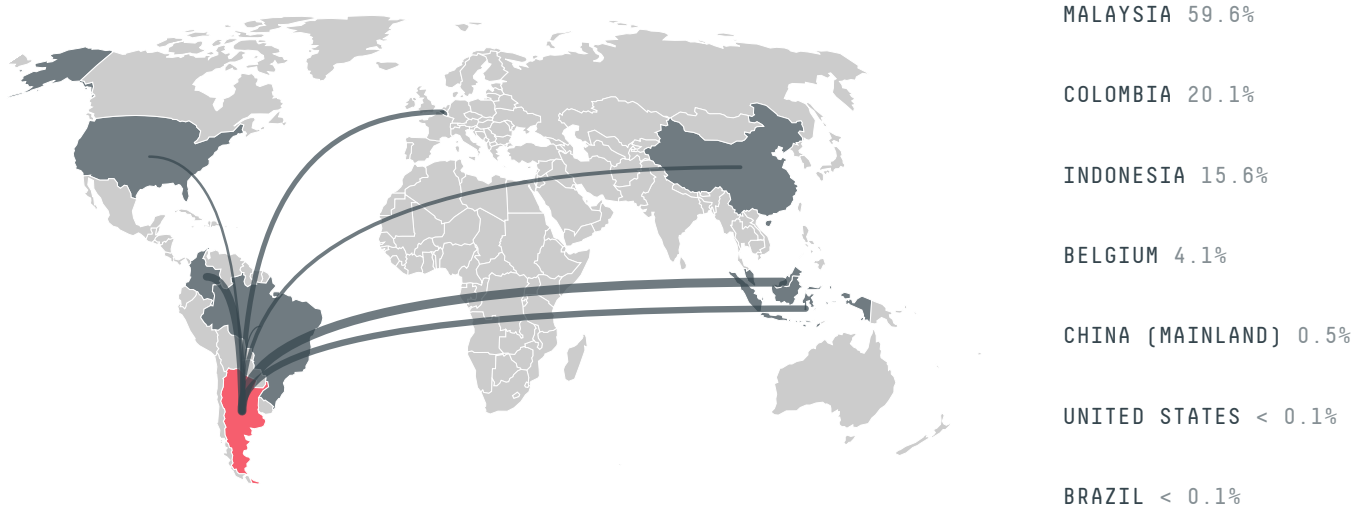 MALAYSIA 59.6%
COLOMBIA 20.1%
INDONESIA 15.6%
BELGIUM 4.1%
CHINA (MAINLAND) 0.5%
UNITED STATES < 0.1%
BRAZIL < 0.1%